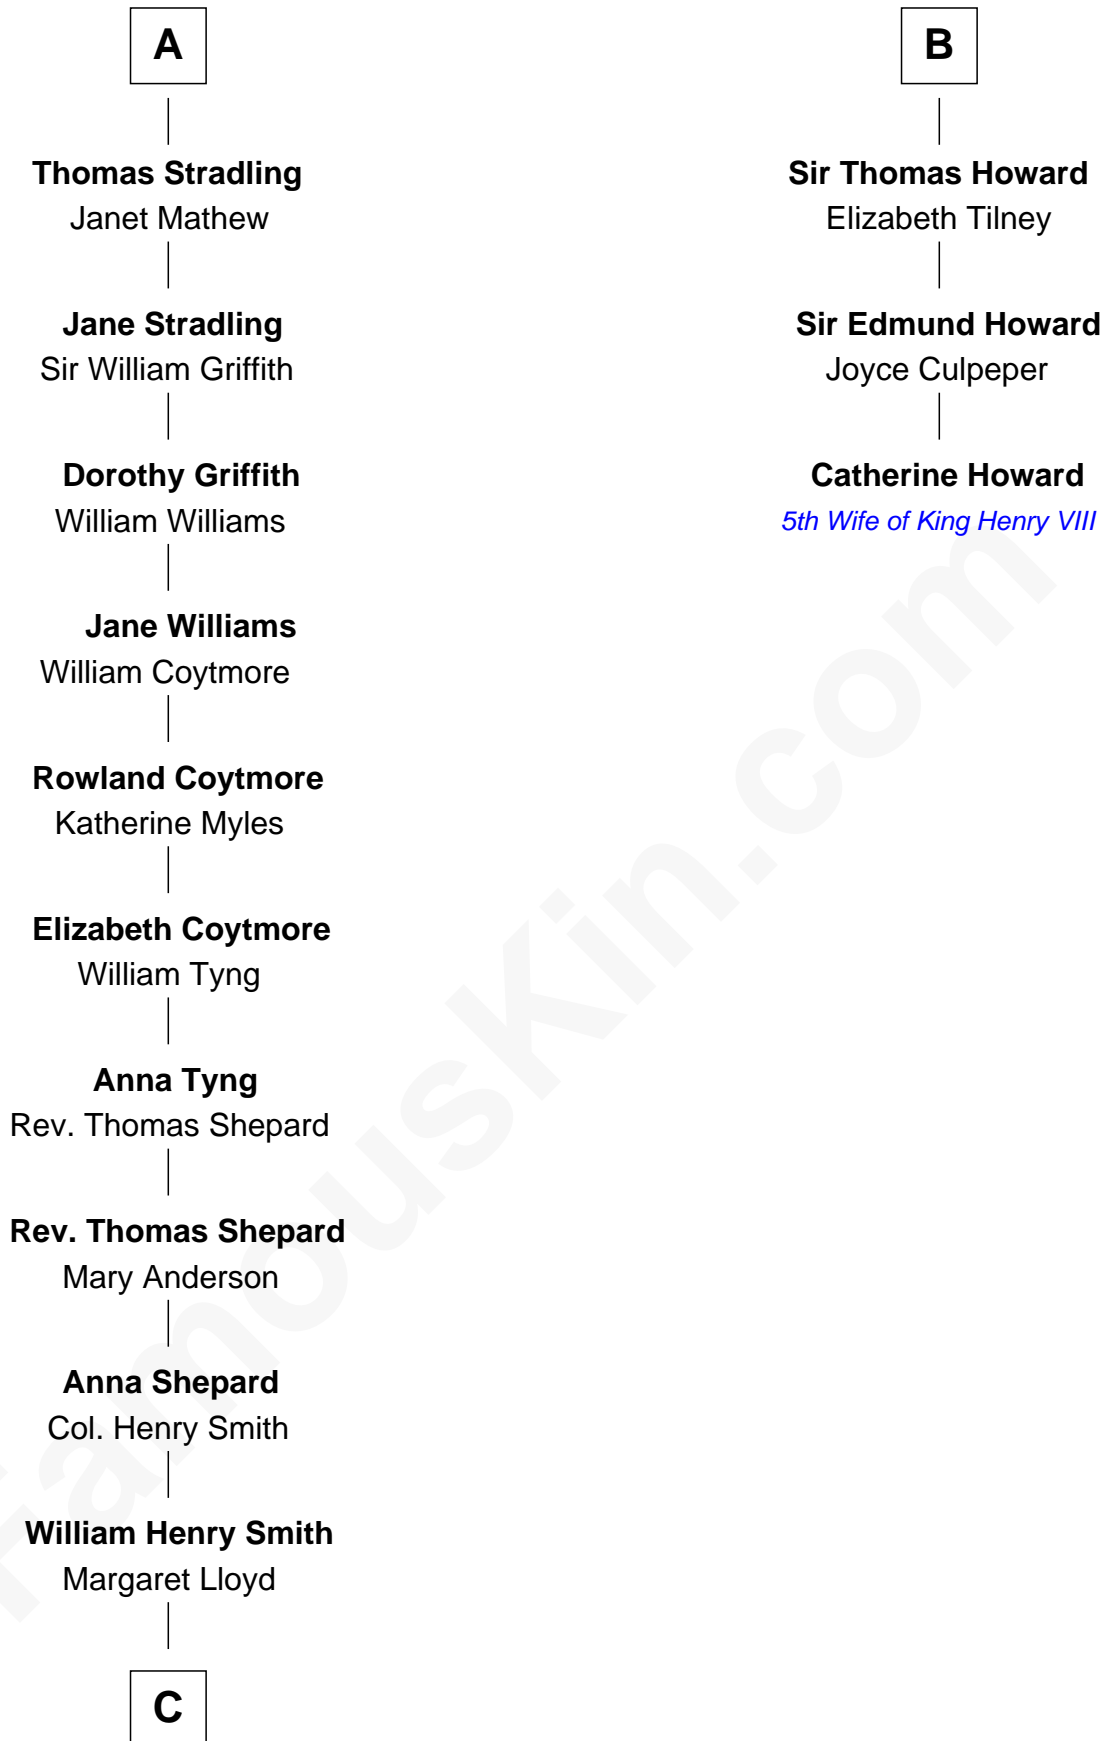 A
Thomas Stradling
Janet Mathew
Jane Stradling
Sir William Griffith
Dorothy Griffith
William Williams
Jane Williams
William Coytmore
Rowland Coytmore
Katherine Myles
Elizabeth Coytmore
William Tyng
Anna Tyng
Rev. Thomas Shepard
Rev. Thomas Shepard
Mary Anderson
Anna Shepard
Col. Henry Smith
William Henry Smith
Margaret Lloyd
C
B
Sir Thomas Howard
Elizabeth Tilney
Sir Edmund Howard
Joyce Culpeper
Catherine Howard
5th Wife of King Henry VIII
FamousKin.com